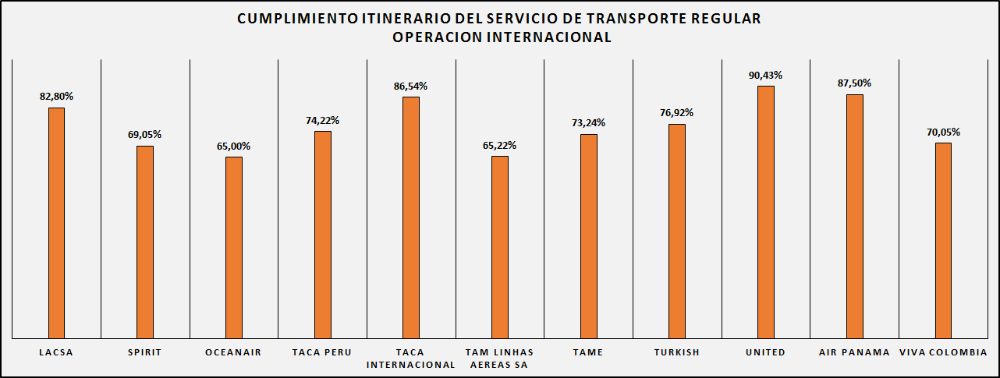 CUMPLIMIENTO ITINERARIO DEL SERVICIO DE TRANSPORTE REGULAR
OPERACION INTERNACIONAL
82,80%
69,05%
65,00%
74,22%
86,54%
65,22%
73,24%
76,92%
90,43%
87,50%
70,05%
LACSA
SPIRIT
OCEANAIR
TACA PERU
TACA
INTERNACIONAL
TAM LINHAS
AEREAS SA
TAME
TURKISH
UNITED
AIR PANAMA
VIVA COLOMBIA